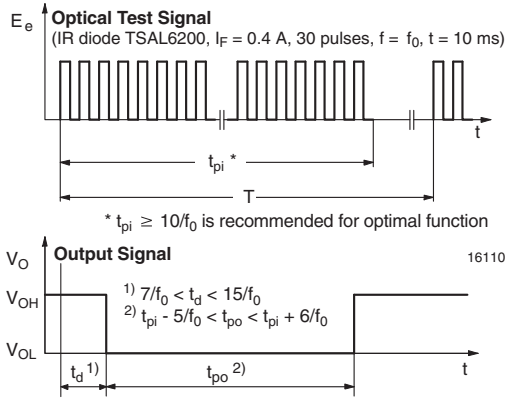 E_e
Optical Test Signal
(IR diode TSAL6200, I_F = 0.4 A, 30 pulses, f = f_0, t = 10 ms)
t
t_pi *
T
* t_pi ≥ 10/f_0 is recommended for optimal function
V_O
Output Signal
16110
V_OH
1) 7/f_0 < t_d < 15/f_0
2) t_pi - 5/f_0 < t_po < t_pi + 6/f_0
V_OL
t_d 1)
t_po 2)
t